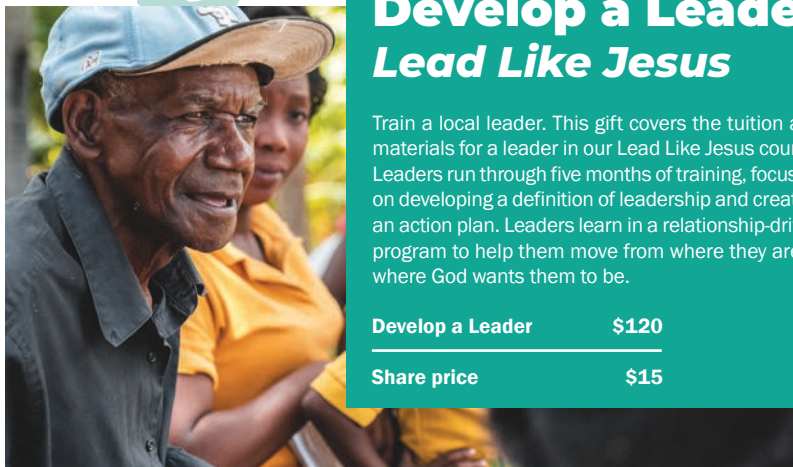 Develop a Leade
Lead Like Jesus
Train a local leader. This gift covers the tuition a
materials for a leader in our Lead Like Jesus cour
Leaders run through five months of training, focus
on developing a definition of leadership and creat
an action plan. Leaders learn in a relationship-dri
program to help them move from where they are
where God wants them to be.
Develop a Leader $120
Share price $15